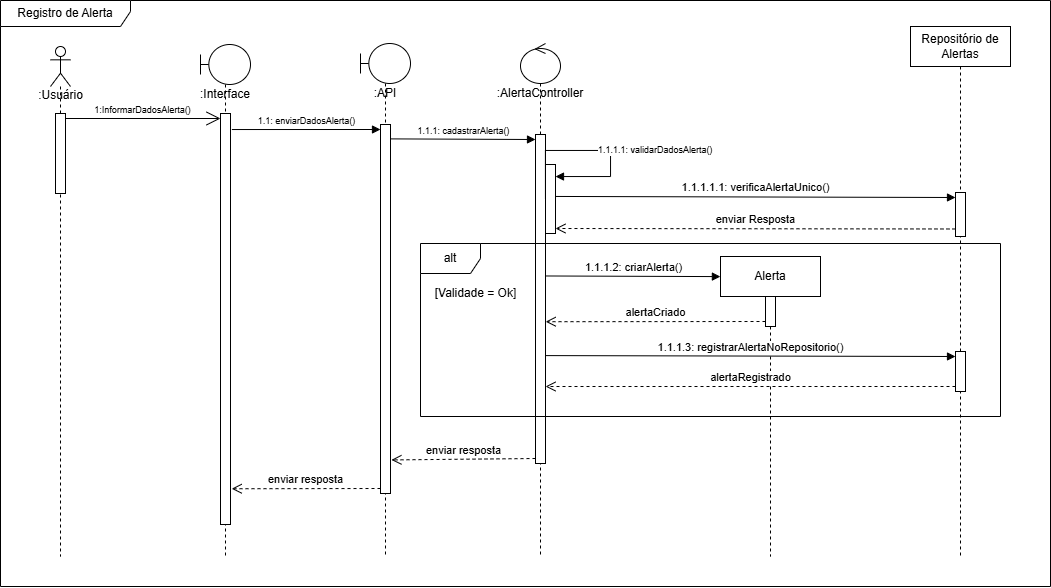 Registro de Alerta
Repositório de
Alertas
:Usuário
:Interface
:API
:AlertaController
1:InformarDadosAlerta()
1.1: enviarDadosAlerta()
1.1.1: cadastrarAlerta()
1.1.1.1: validarDadosAlerta()
1.1.1.1.1: verificaAlertaUnico()
enviar Resposta
alt
1.1.1.2: criarAlerta()
Alerta
[Validade = Ok]
alertaCriado
1.1.1.3: registrarAlertaNoRepositorio()
alertaRegistrado
enviar resposta
enviar resposta